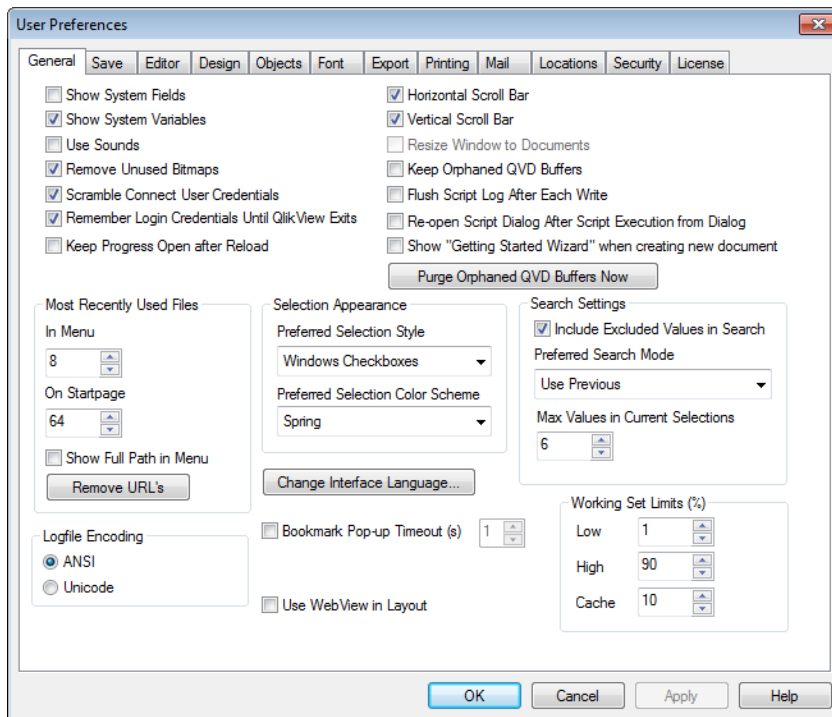 User Preferences
General Save Editor Design Objects Font Export Printing Mail Locations Security License
Show System Fields
Show System Variables
Use Sounds
Remove Unused Bitmaps
Scramble Connect User Credentials
Remember Login Credentials Until QlikView Exits
Keep Progress Open after Reload
Horizontal Scroll Bar
Vertical Scroll Bar
Resize Window to Documents
Keep Orphaned QVD Buffers
Flush Script Log After Each Write
Re-open Script Dialog After Script Execution from Dialog
Show "Getting Started Wizard" when creating new document
Purge Orphaned QVD Buffers Now
Most Recently Used Files
In Menu
8
On Startpage
64
Show Full Path in Menu
Remove URL's
Selection Appearance
Preferred Selection Style
Windows Checkboxes
Preferred Selection Color Scheme
Spring
Search Settings
Include Excluded Values in Search
Preferred Search Mode
Use Previous
Max Values in Current Selections
6
Change Interface Language...
Logfile Encoding
ANSI
Unicode
Bookmark Pop-up Timeout (s) 1
Use WebView in Layout
Working Set Limits (%)
Low 1
High 90
Cache 10
OK Cancel Apply Help